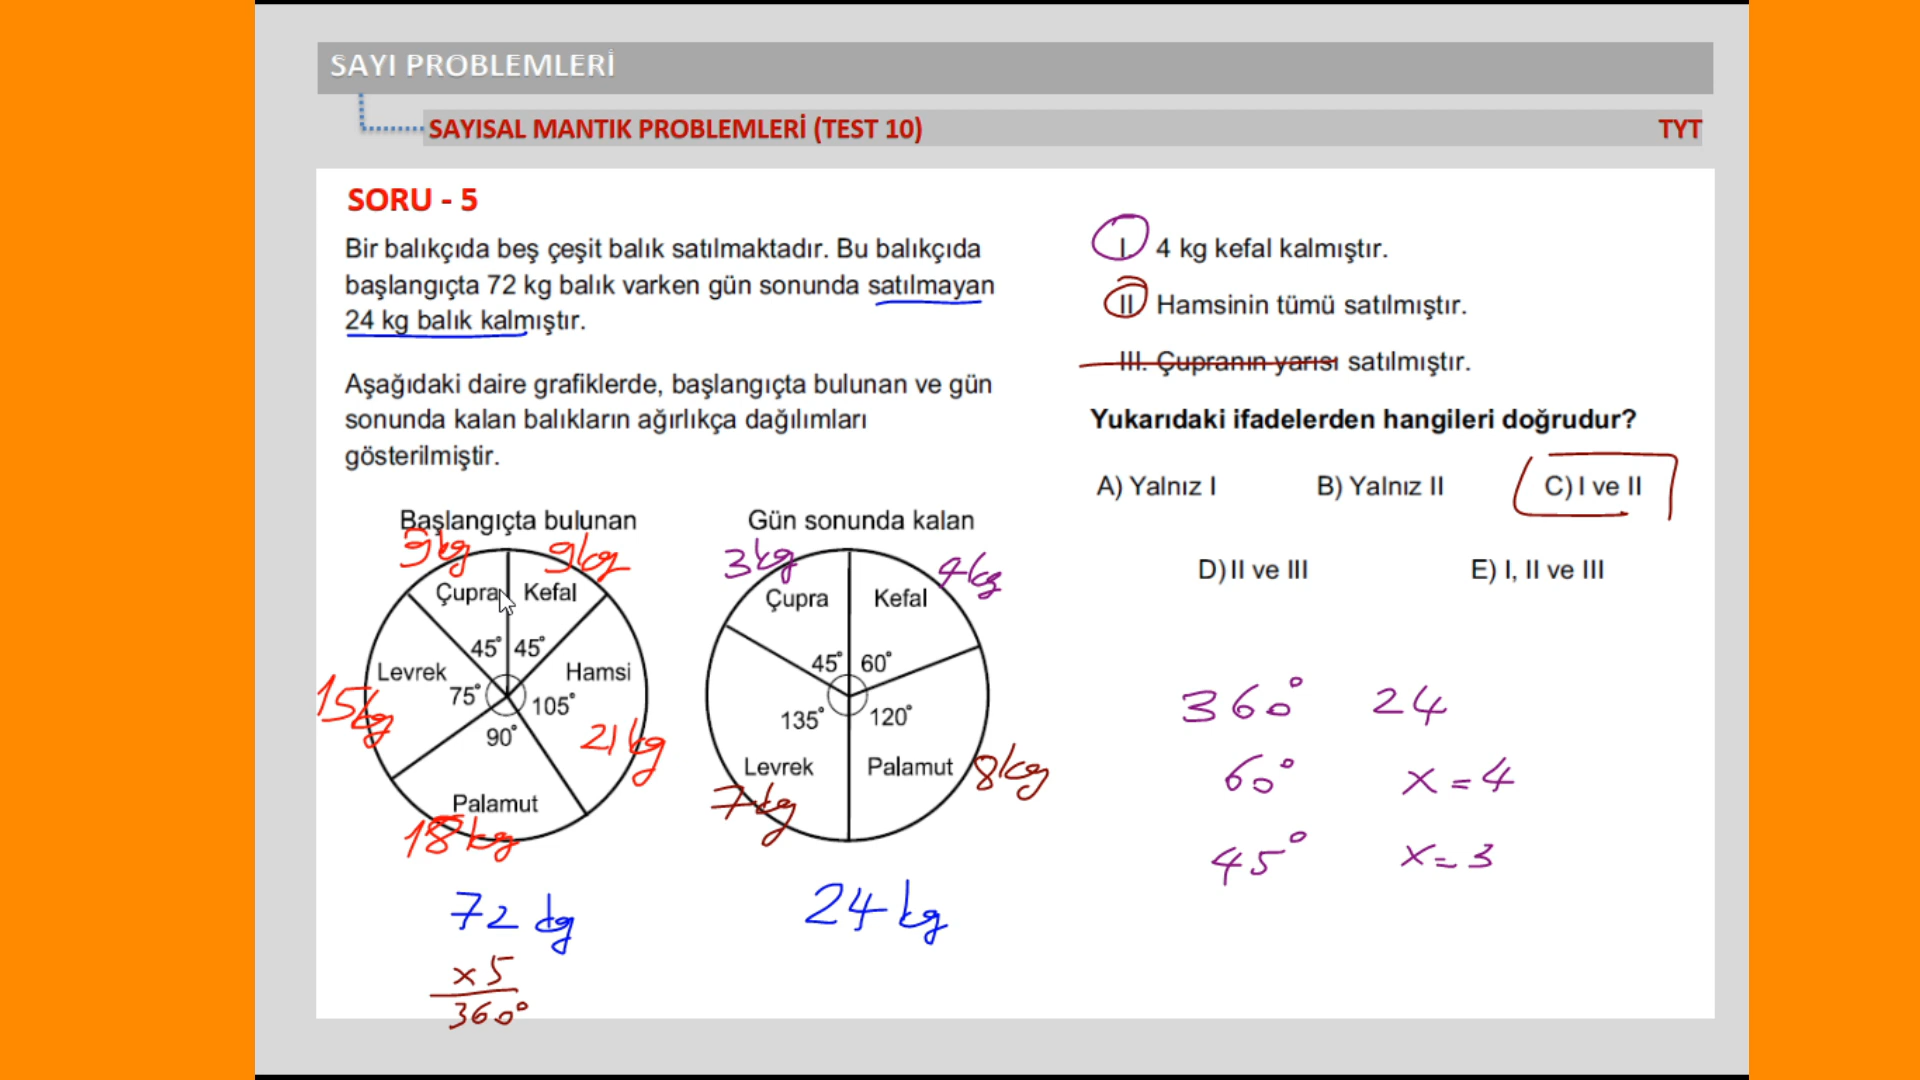 SAYI PROBLEMLERİ
SAYISAL MANTIK PROBLEMLERİ (TEST 10) TYT
SORU - 5
Bir balıkçıda beş çeşit balık satılmaktadır. Bu balıkçıda
başlangıçta 72 kg balık varken gün sonunda satılmayan
24 kg balık kalmıştır.
Aşağıdaki daire grafiklerde, başlangıçta bulunan ve gün
sonunda kalan balıkların ağırlıkça dağılımları
gösterilmiştir.
Başlangıçta bulunan
9kg 9kg
Çupra Kefal
45° 45°
Levrek Hamsi
75° 105°
15kg
90° 21kg
Palamut
18kg
72 kg
x 5
360°
Gün sonunda kalan
3kg 4kg
Çupra Kefal
45° 60°
135° 120°
Levrek Palamut 8kg
7kg
24 kg
I. 4 kg kefal kalmıştır.
II Hamsinin tümü satılmıştır.
III. Çupranın yarısı satılmıştır.
Yukarıdaki ifadelerden hangileri doğrudur?
A) Yalnız I B) Yalnız II C) I ve II
D) II ve III E) I, II ve III
360° 24
60° x = 4
45° x = 3